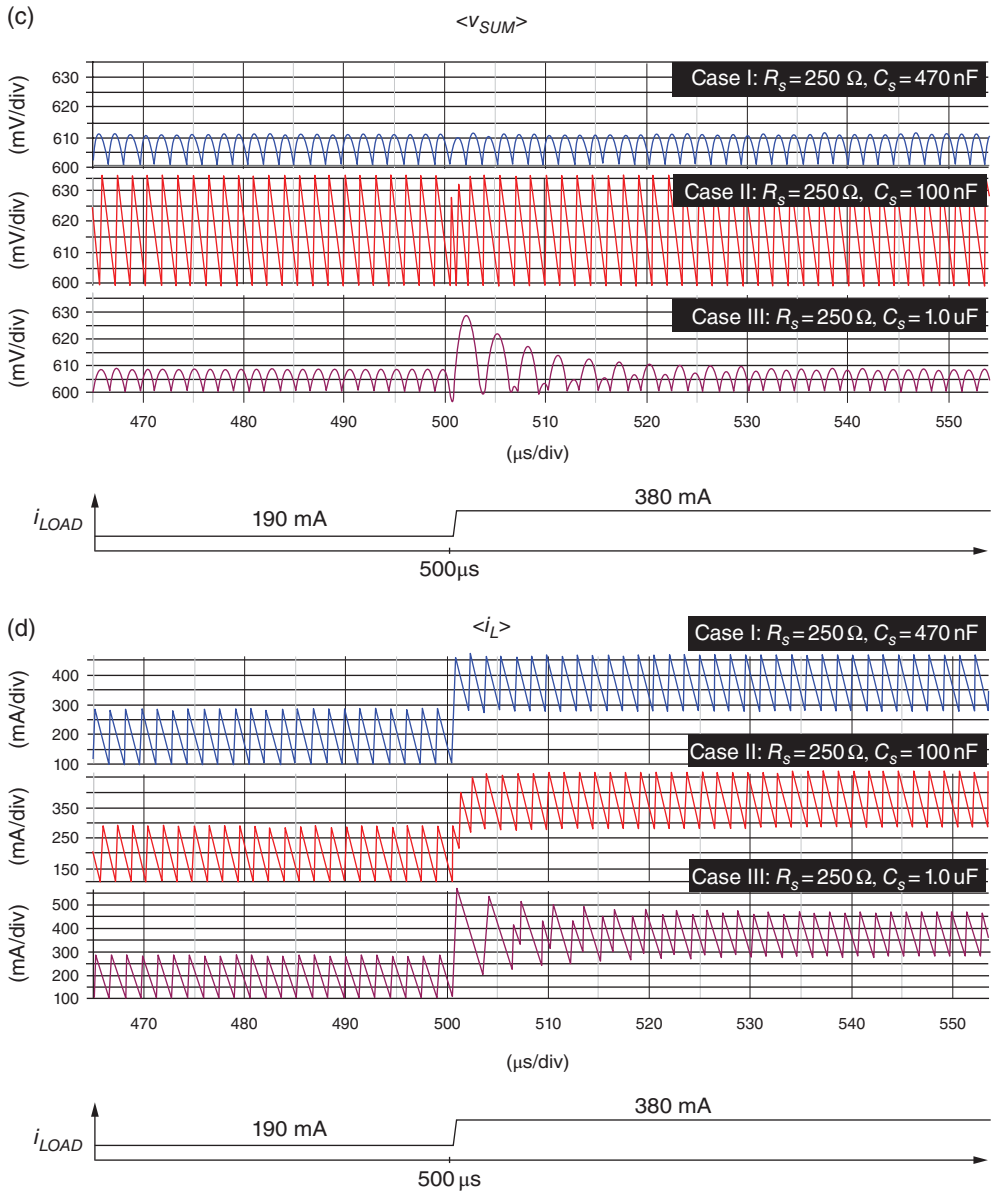 (c)
<v_SUM>
Case I: R_s = 250 Ω, C_s = 470 nF
(mV/div)
630
620
610
600
Case II: R_s = 250 Ω, C_s = 100 nF
(mV/div)
630
620
610
600
Case III: R_s = 250 Ω, C_s = 1.0 uF
(mV/div)
630
620
610
600
470 480 490 500 510 520 530 540 550
(μs/div)
i_LOAD
190 mA
380 mA
500μs
(d)
<i_L>
Case I: R_s = 250 Ω, C_s = 470 nF
(mA/div)
400
300
200
100
Case II: R_s = 250 Ω, C_s = 100 nF
(mA/div)
350
250
150
Case III: R_s = 250 Ω, C_s = 1.0 uF
(mA/div)
500
400
300
200
100
470 480 490 500 510 520 530 540 550
(μs/div)
i_LOAD
190 mA
380 mA
500 μs